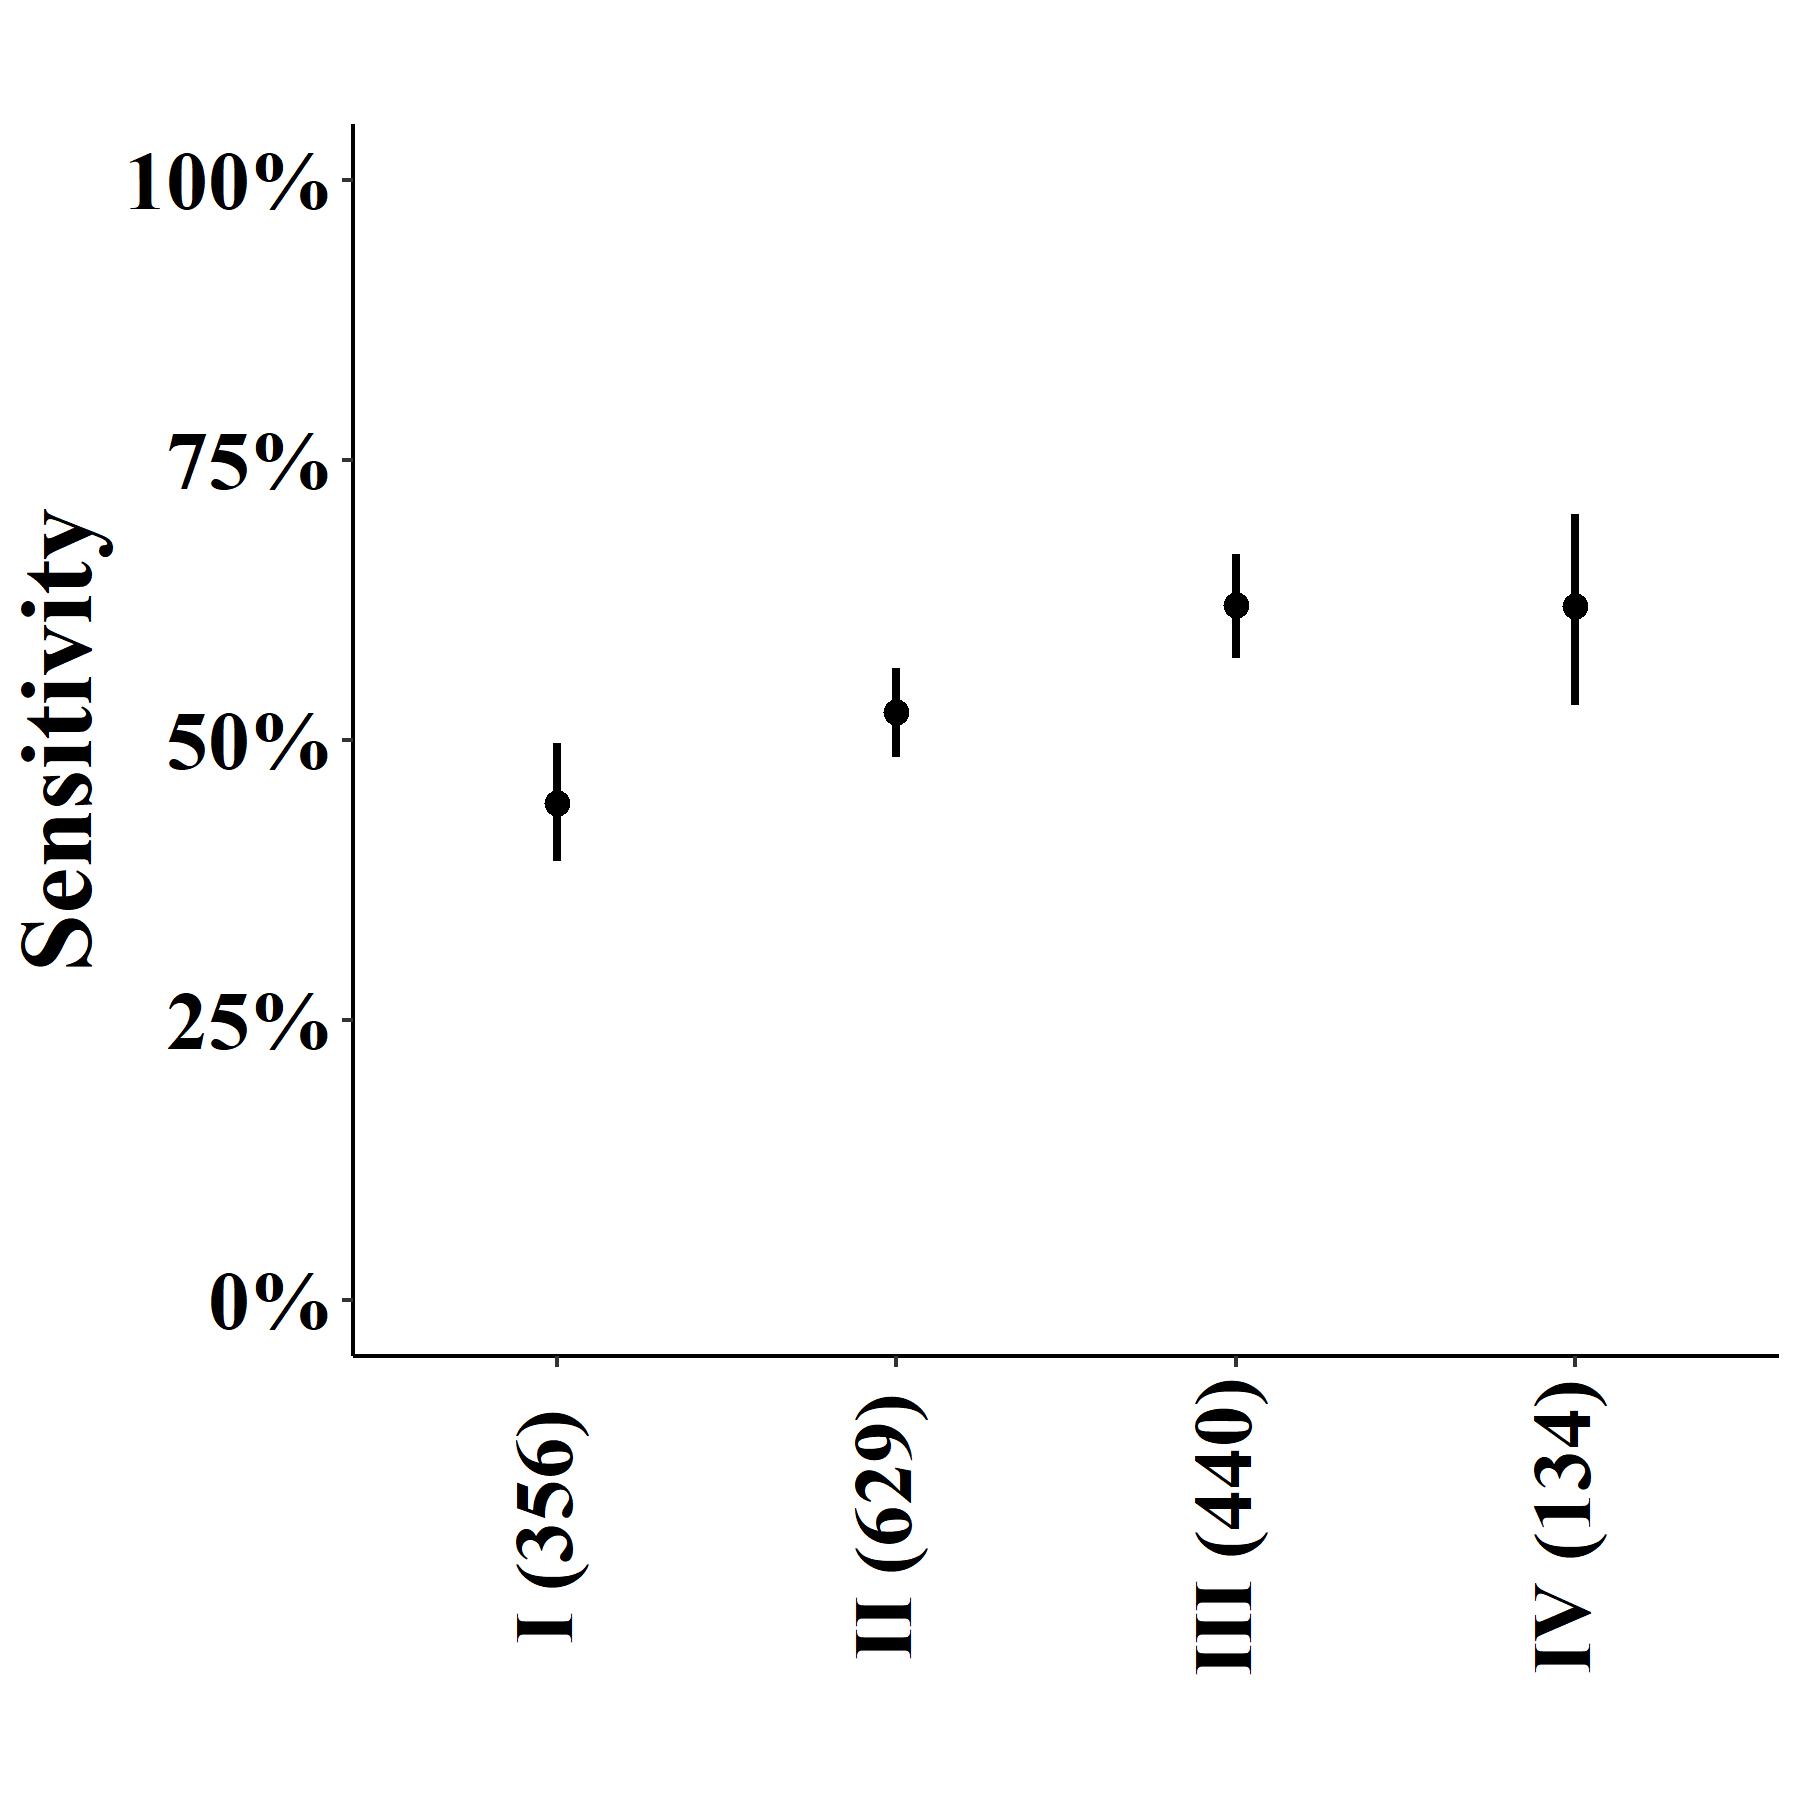 Sensitivity
100%
75%
50%
25%
0%
I (356)
II (629)
III (440)
IV (134)